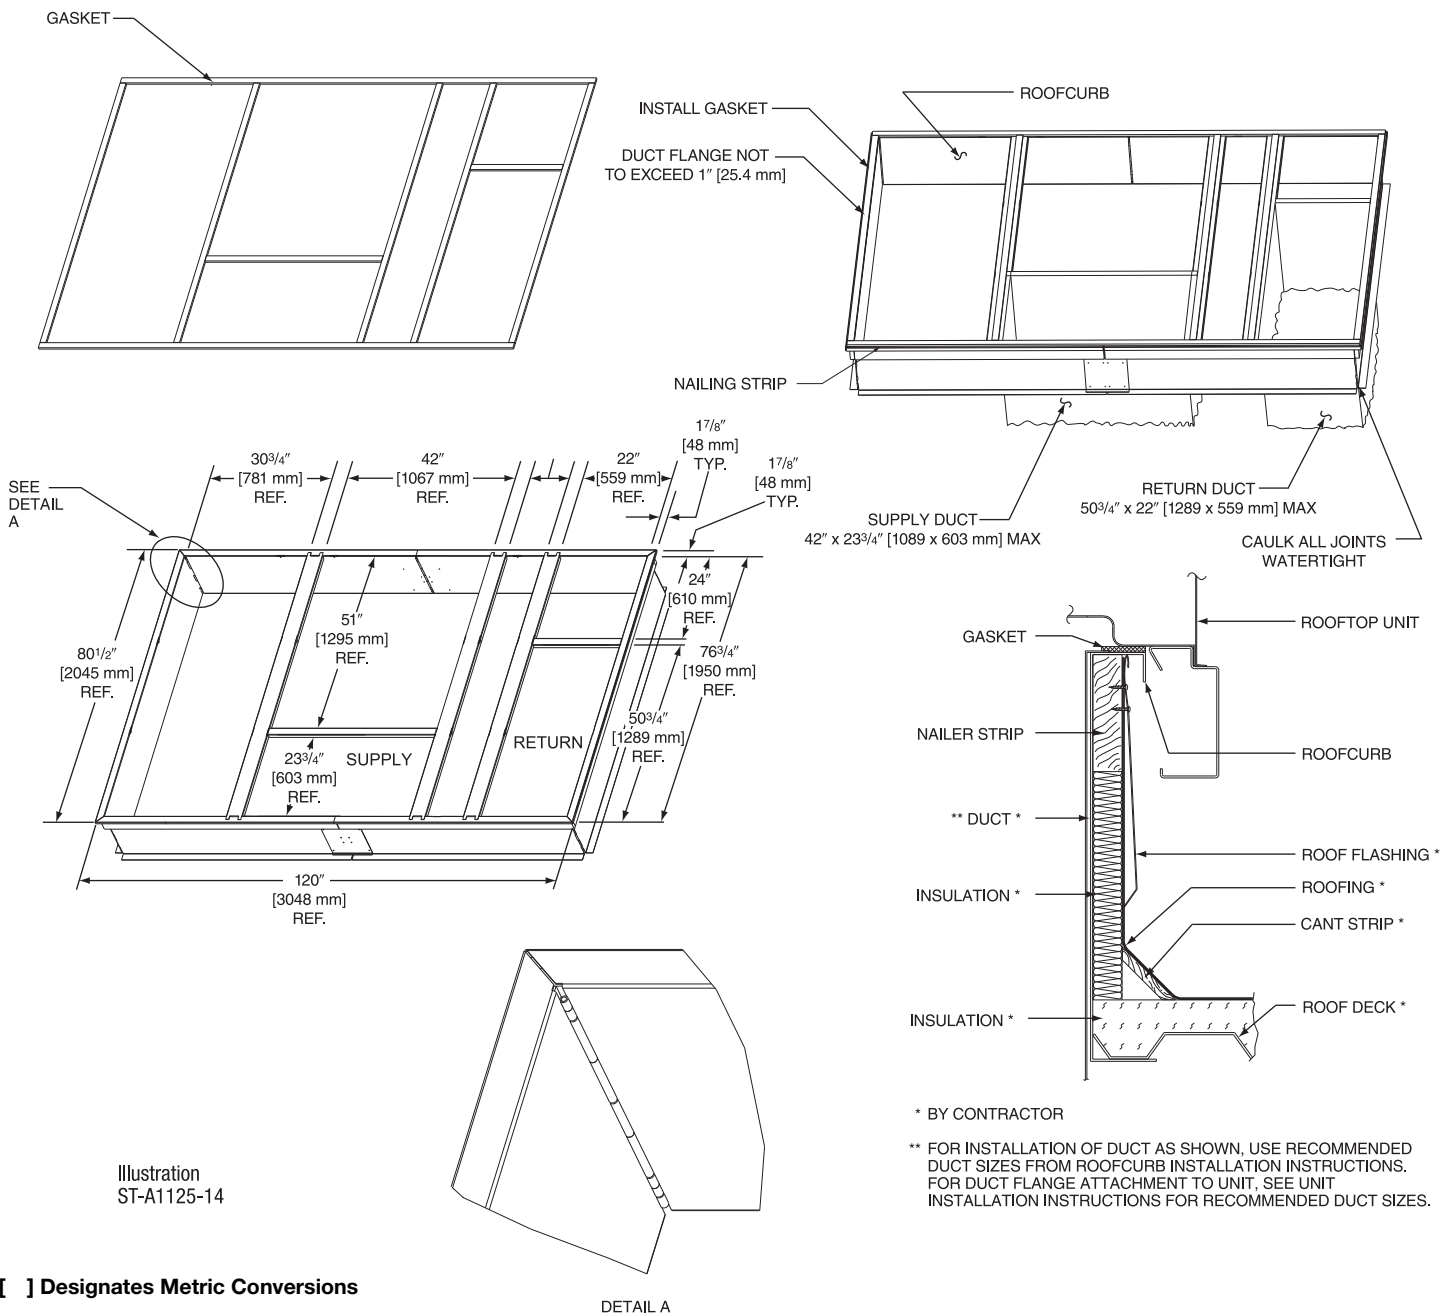 GASKET
INSTALL GASKET
ROOFCURB
DUCT FLANGE NOT
TO EXCEED 1″ [25.4 mm]
NAILING STRIP
SUPPLY DUCT
42″ x 233/4″ [1089 x 603 mm] MAX
RETURN DUCT
503/4″ x 22″ [1289 x 559 mm] MAX
CAULK ALL JOINTS
WATERTIGHT
SEE
DETAIL
A
303/4″
[781 mm]
REF.
42″
[1067 mm]
REF.
22″
[559 mm]
REF.
17/8″
[48 mm]
TYP.
17/8″
[48 mm]
TYP.
801/2″
[2045 mm]
REF.
51″
[1295 mm]
REF.
24″
[610 mm]
REF.
763/4″
[1950 mm]
REF.
503/4″
[1289 mm]
REF.
233/4″
[603 mm]
REF.
SUPPLY
RETURN
120″
[3048 mm]
REF.
GASKET
ROOFTOP UNIT
NAILER STRIP
ROOFCURB
** DUCT *
ROOF FLASHING *
INSULATION *
ROOFING *
CANT STRIP *
INSULATION *
ROOF DECK *
* BY CONTRACTOR
** FOR INSTALLATION OF DUCT AS SHOWN, USE RECOMMENDED
DUCT SIZES FROM ROOFCURB INSTALLATION INSTRUCTIONS.
FOR DUCT FLANGE ATTACHMENT TO UNIT, SEE UNIT
INSTALLATION INSTRUCTIONS FOR RECOMMENDED DUCT SIZES.
Illustration
ST-A1125-14
[ ] Designates Metric Conversions
DETAIL A